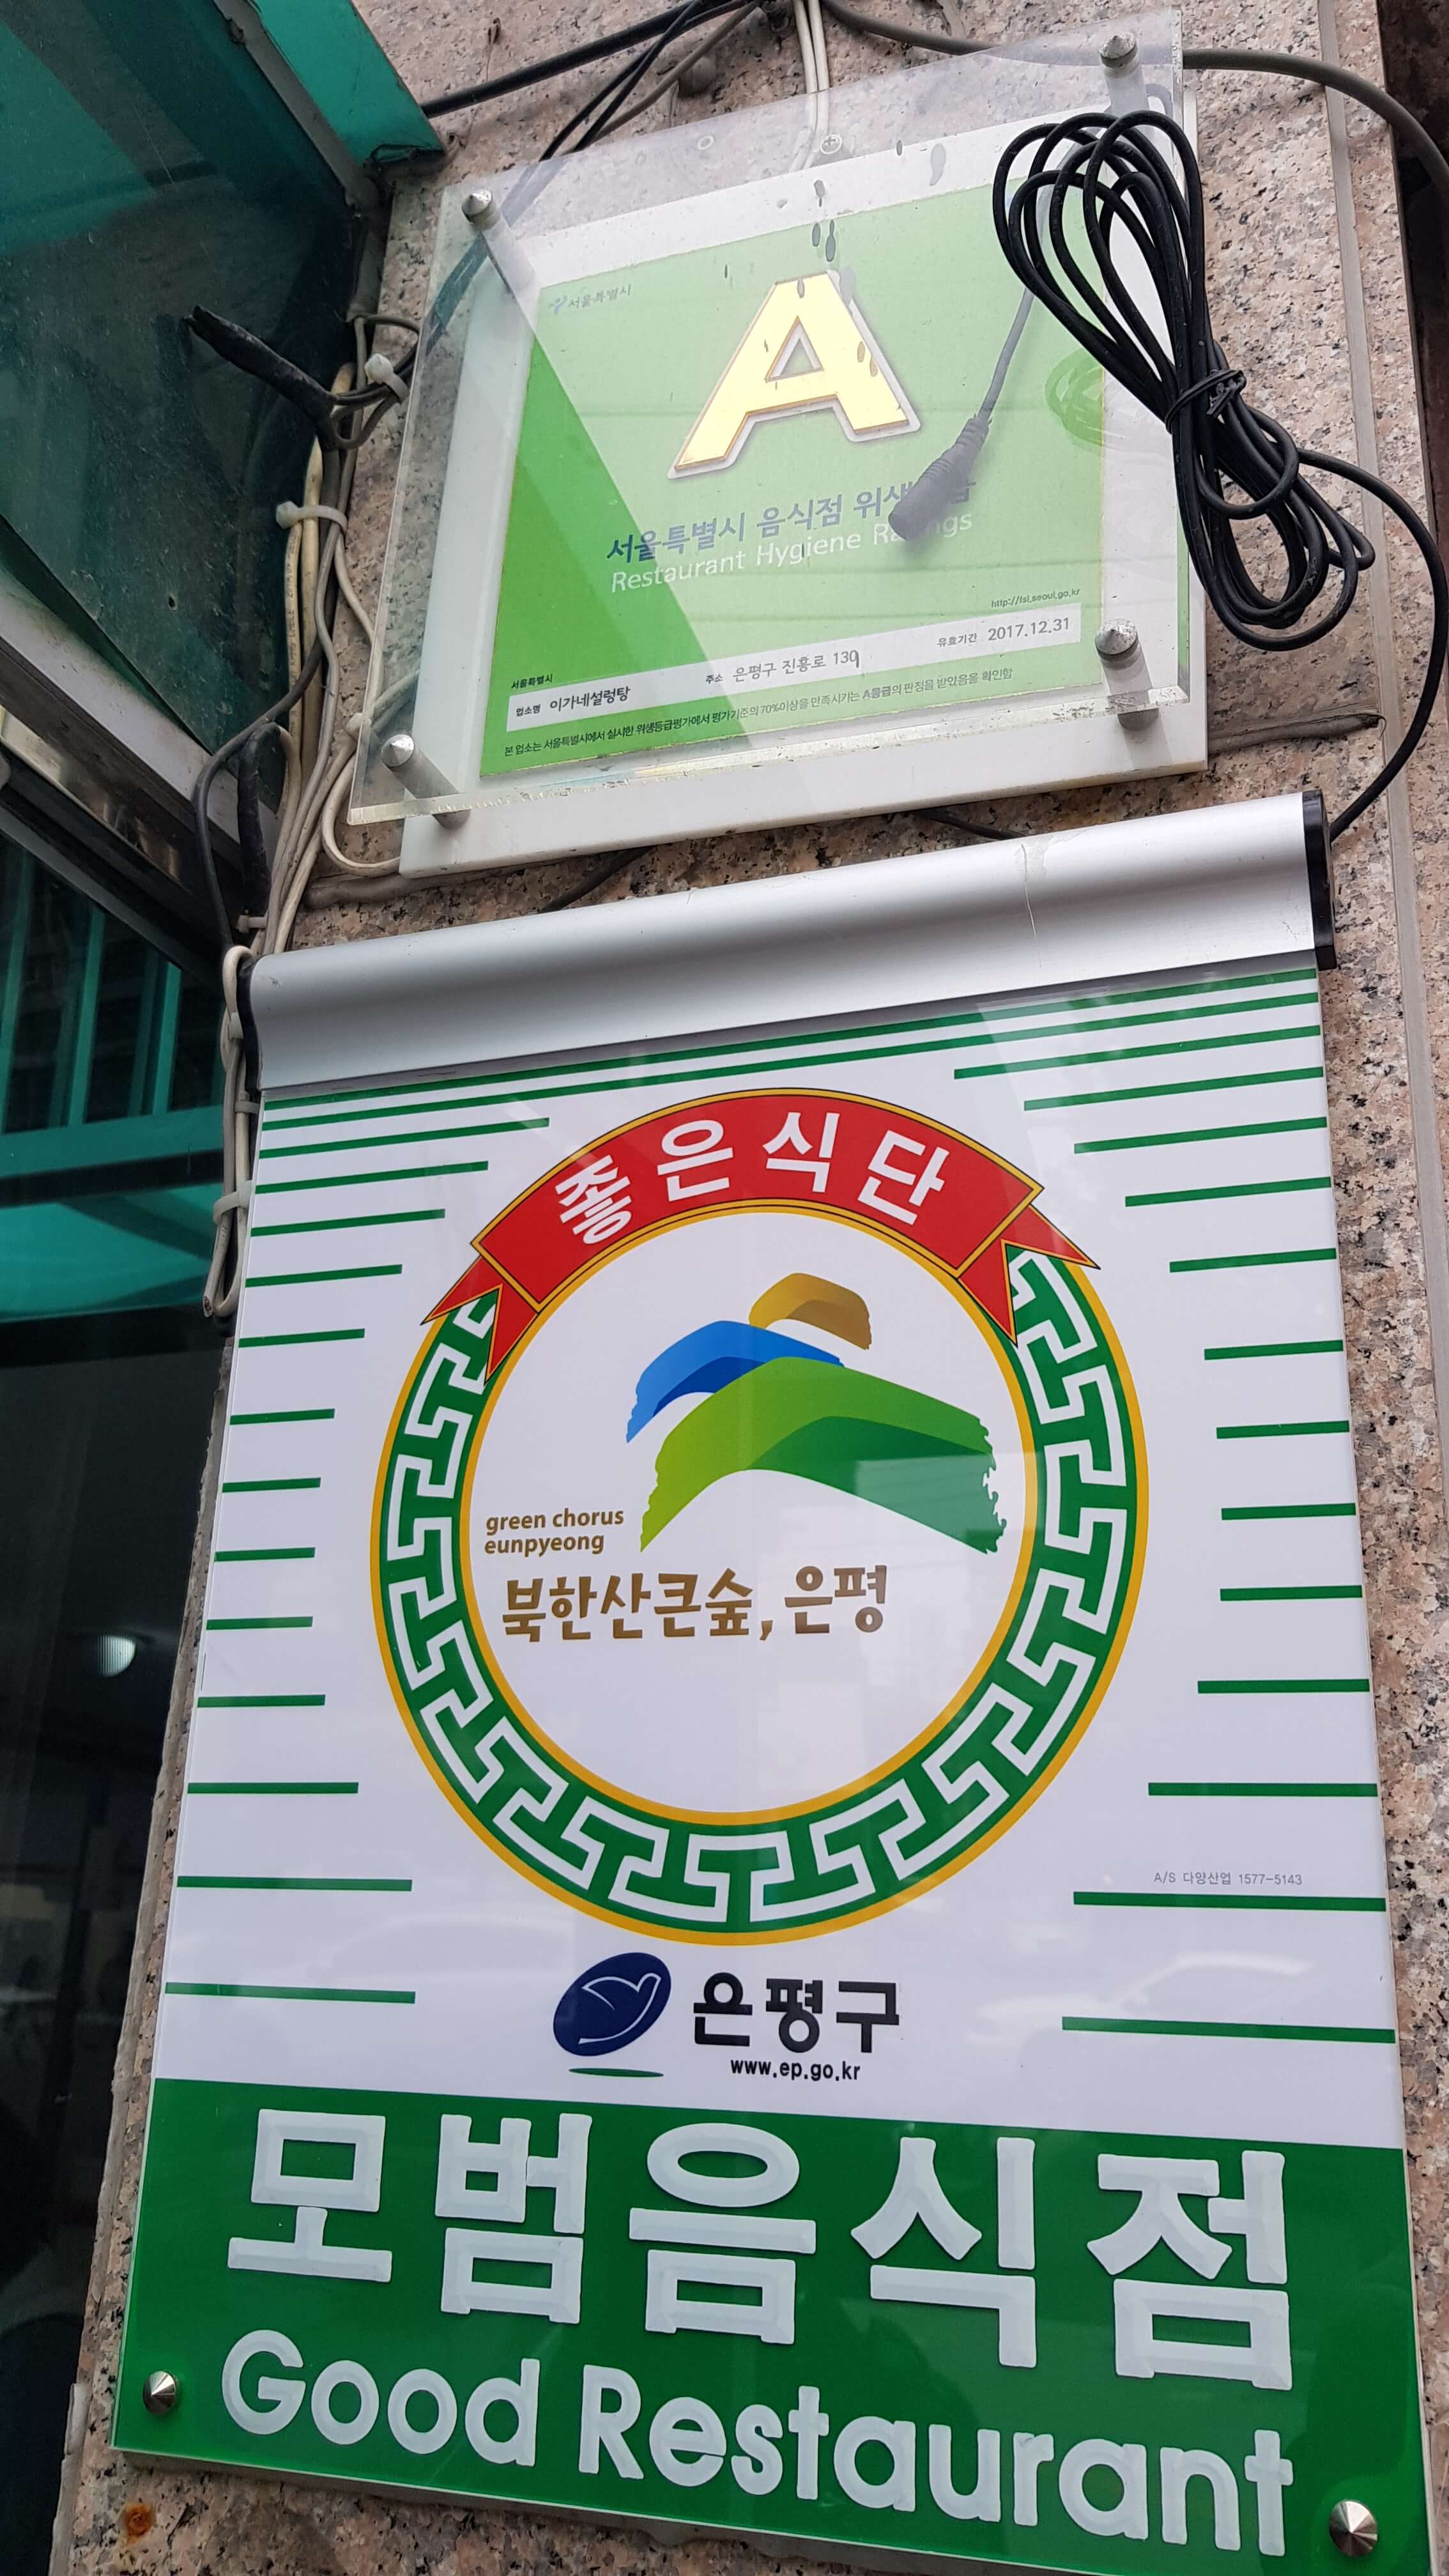 서울특별시
A
서울특별시 음식점
Restaurant Hygiene
http://fsi.seoul.go.kr
서울특별시
업소명 이가네설렁탕 주소 은평구 진흥로 130 유효기간 2017.12.31
본 업소는 서울특별시에서 실시한 위생등급평가에서 평가기준의 70%이상을 만족시키는 A등급의 판정을 받았음을 확인함
좋은식단
green chorus
eunpyeong
북한산큰숲, 은평
A/S 다양산업 1577-5143
은평구
www.ep.go.kr
모범음식점
Good Restaurant